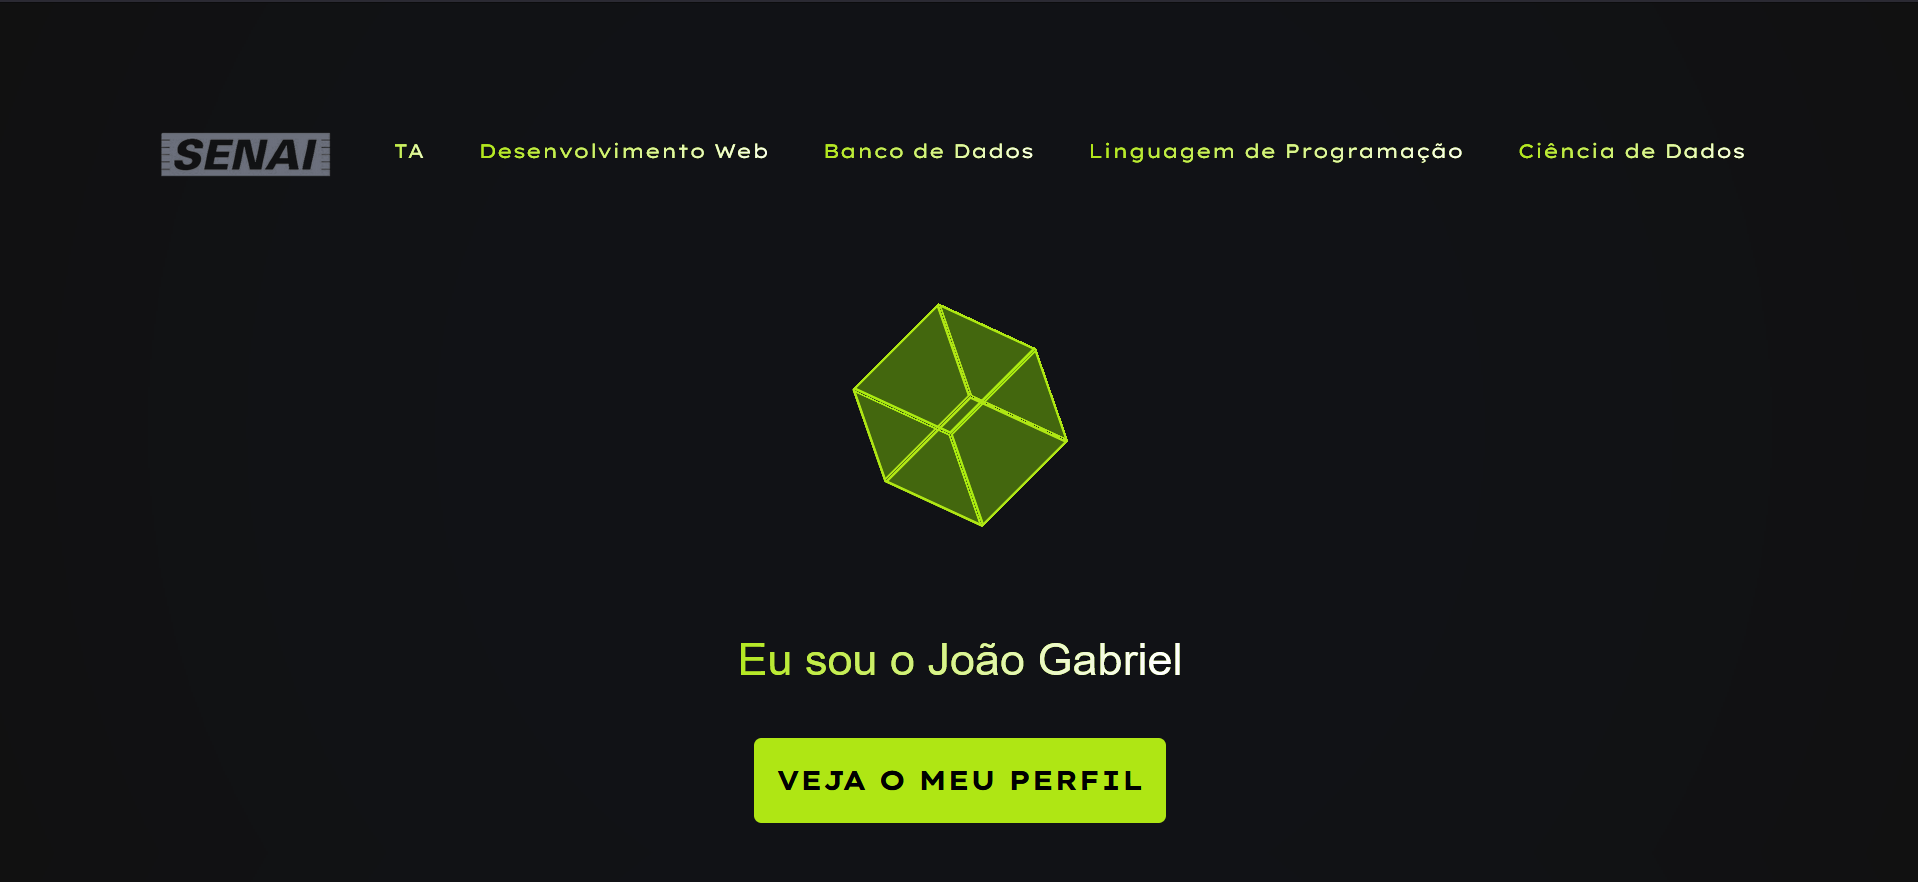 SENAI TA Desenvolvimento Web Banco de Dados Linguagem de Programação Ciência de Dados
Eu sou o João Gabriel
VEJA O MEU PERFIL